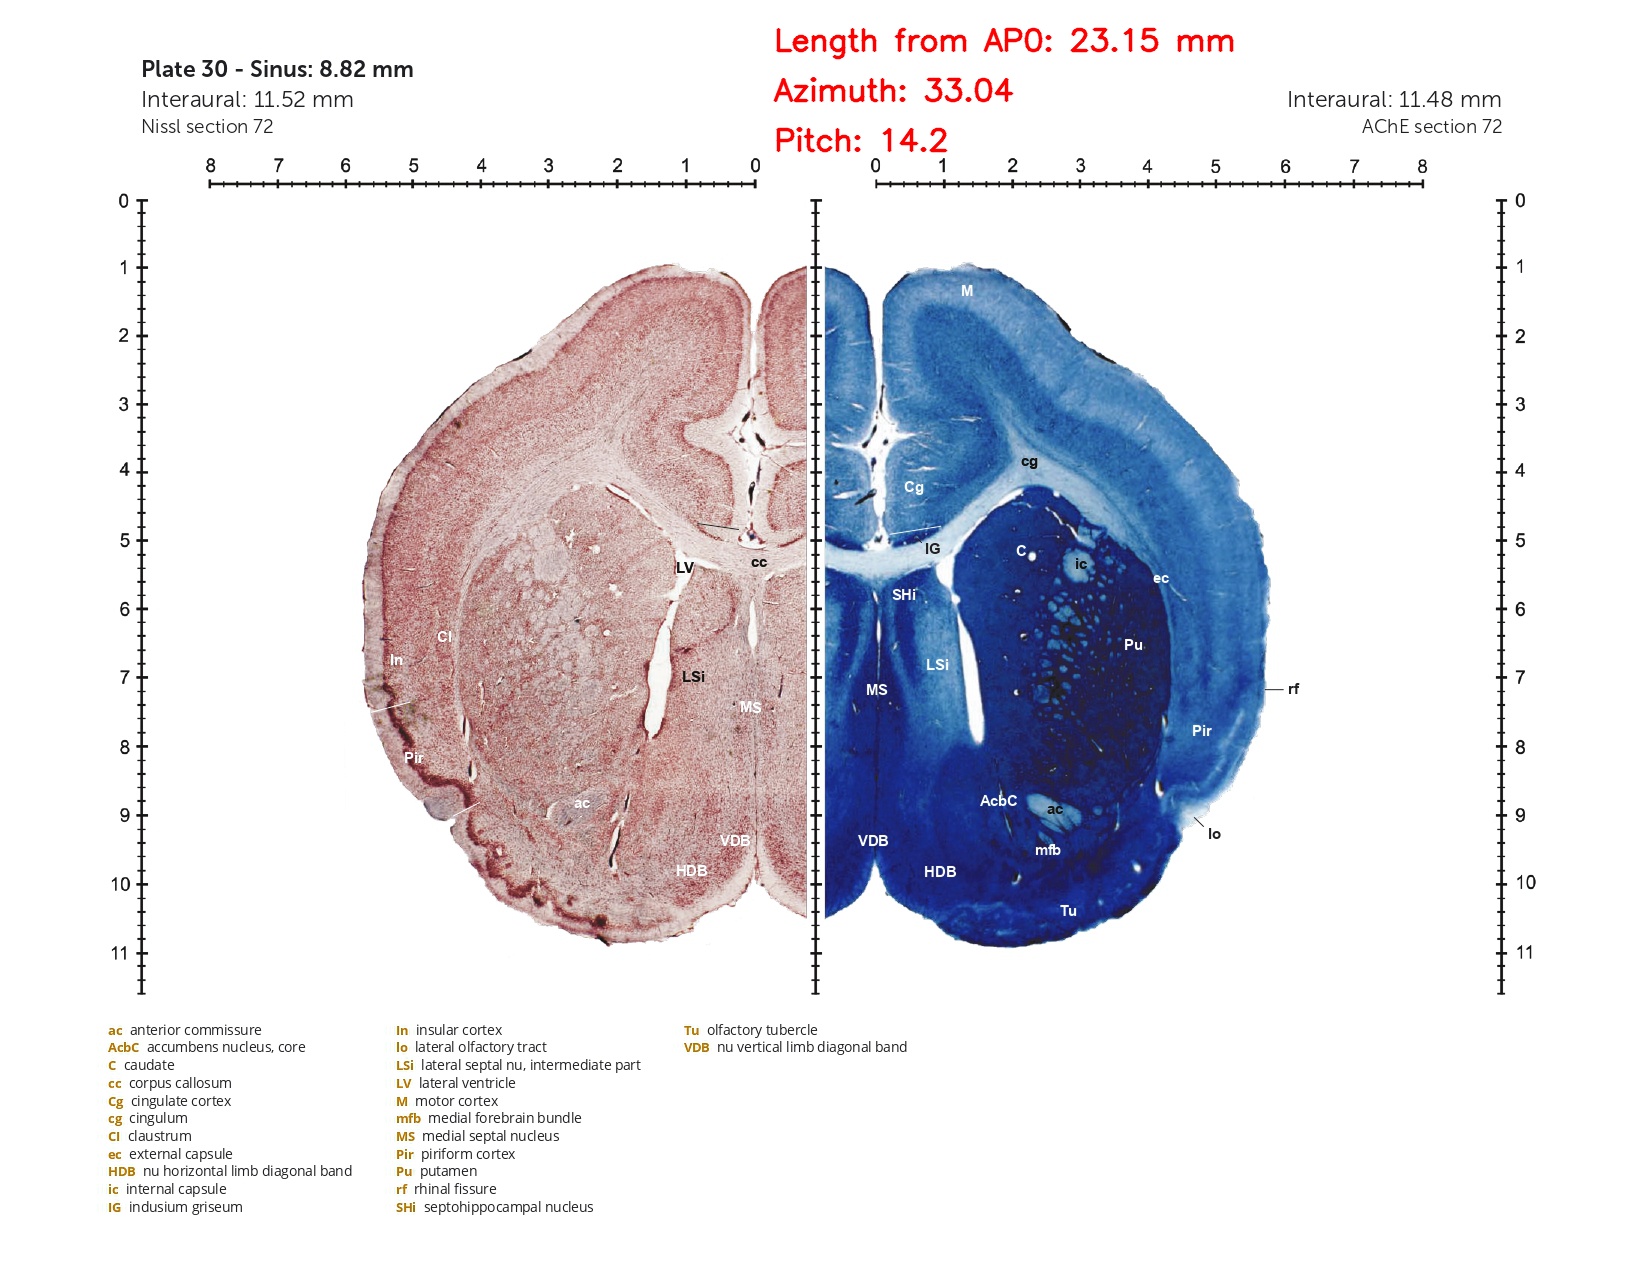 Length from AP0: 23.15 mm
Plate 30 - Sinus: 8.82 mm
Azimuth: 33.04
Interaural: 11.52 mm
Interaural: 11.48 mm
Nissl section 72
AChE section 72
Pitch: 14.2
8 7 6 5 4 3 2 1 0
0 1 2 3 4 5 6 7 8
0 0
1 1
M
2 2
3 3
4 4
cg
Cg
5 5
IG
C
cc
LV
ic
ec
SHi
6 6
Cl
Pu
In
LSi
LSi
7 7
MS
rf
MS
Pir
8 8
Pir
AcbC
ac
ac
9 9
lo
VDB
VDB
mfb
HDB
HDB
10 10
Tu
11 11
ac anterior commissure
AcbC accumbens nucleus, core
C caudate
cc corpus callosum
Cg cingulate cortex
cg cingulum
Cl claustrum
ec external capsule
HDB nu horizontal limb diagonal band
ic internal capsule
IG indusium griseum
In insular cortex
lo lateral olfactory tract
LSi lateral septal nu, intermediate part
LV lateral ventricle
M motor cortex
mfb medial forebrain bundle
MS medial septal nucleus
Pir piriform cortex
Pu putamen
rf rhinal fissure
SHi septohippocampal nucleus
Tu olfactory tubercle
VDB nu vertical limb diagonal band